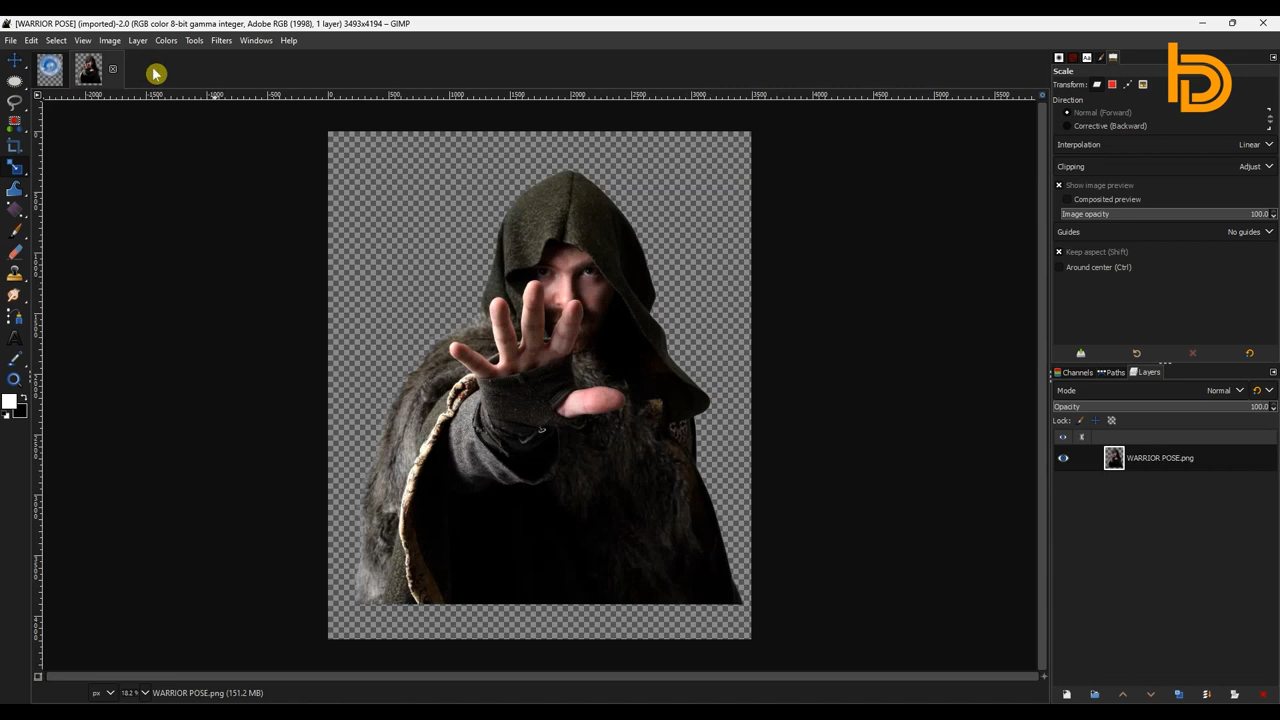 [WARRIOR POSE] (imported)-2.0 (RGB color 8-bit gamma integer, Adobe RGB (1998), 1 layer) 3493x4194 – GIMP
File Edit Select View Image Layer Colors Tools Filters Windows Help
Scale
Transform:
Direction
Normal (Forward)
Corrective (Backward)
Interpolation Linear
Clipping Adjust
Show image preview
Composited preview
Image opacity 100.0
Guides No guides
Keep aspect (Shift)
Around center (Ctrl)
Channels Paths Layers
Mode Normal
Opacity 100.0
Lock:
WARRIOR POSE.png
px 18.2 % WARRIOR POSE.png (151.2 MB)